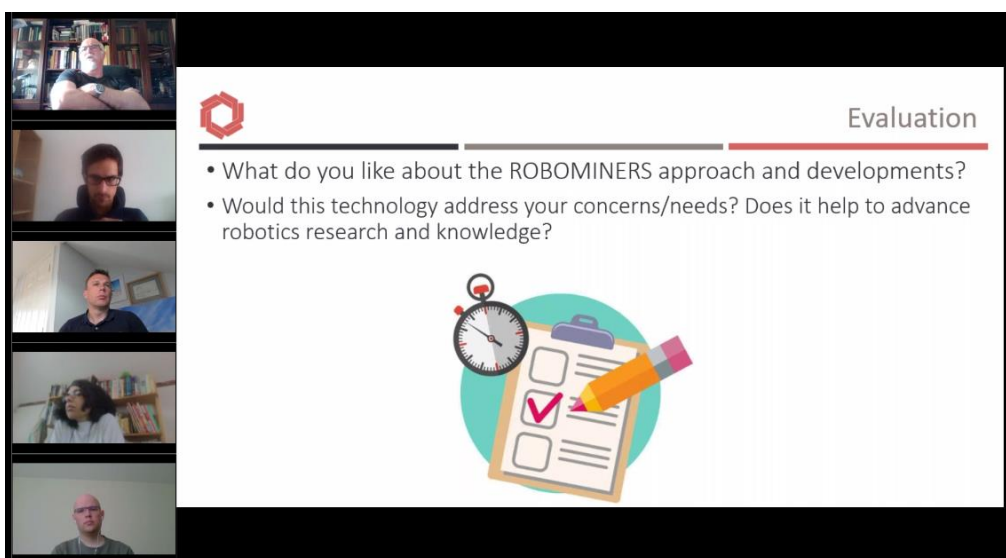 Evaluation
• What do you like about the ROBOMINERS approach and developments?
• Would this technology address your concerns/needs? Does it help to advance
robotics research and knowledge?